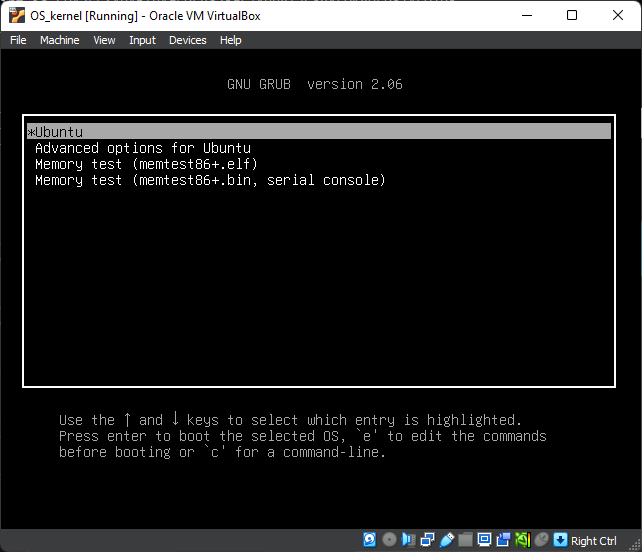 OS_kernel [Running] - Oracle VM VirtualBox
File Machine View Input Devices Help
GNU GRUB version 2.06
*Ubuntu
Advanced options for Ubuntu
Memory test (memtest86+.elf)
Memory test (memtest86+.bin, serial console)
Use the ↑ and ↓ keys to select which entry is highlighted.
Press enter to boot the selected OS, `e' to edit the commands
before booting or `c' for a command-line.
Right Ctrl